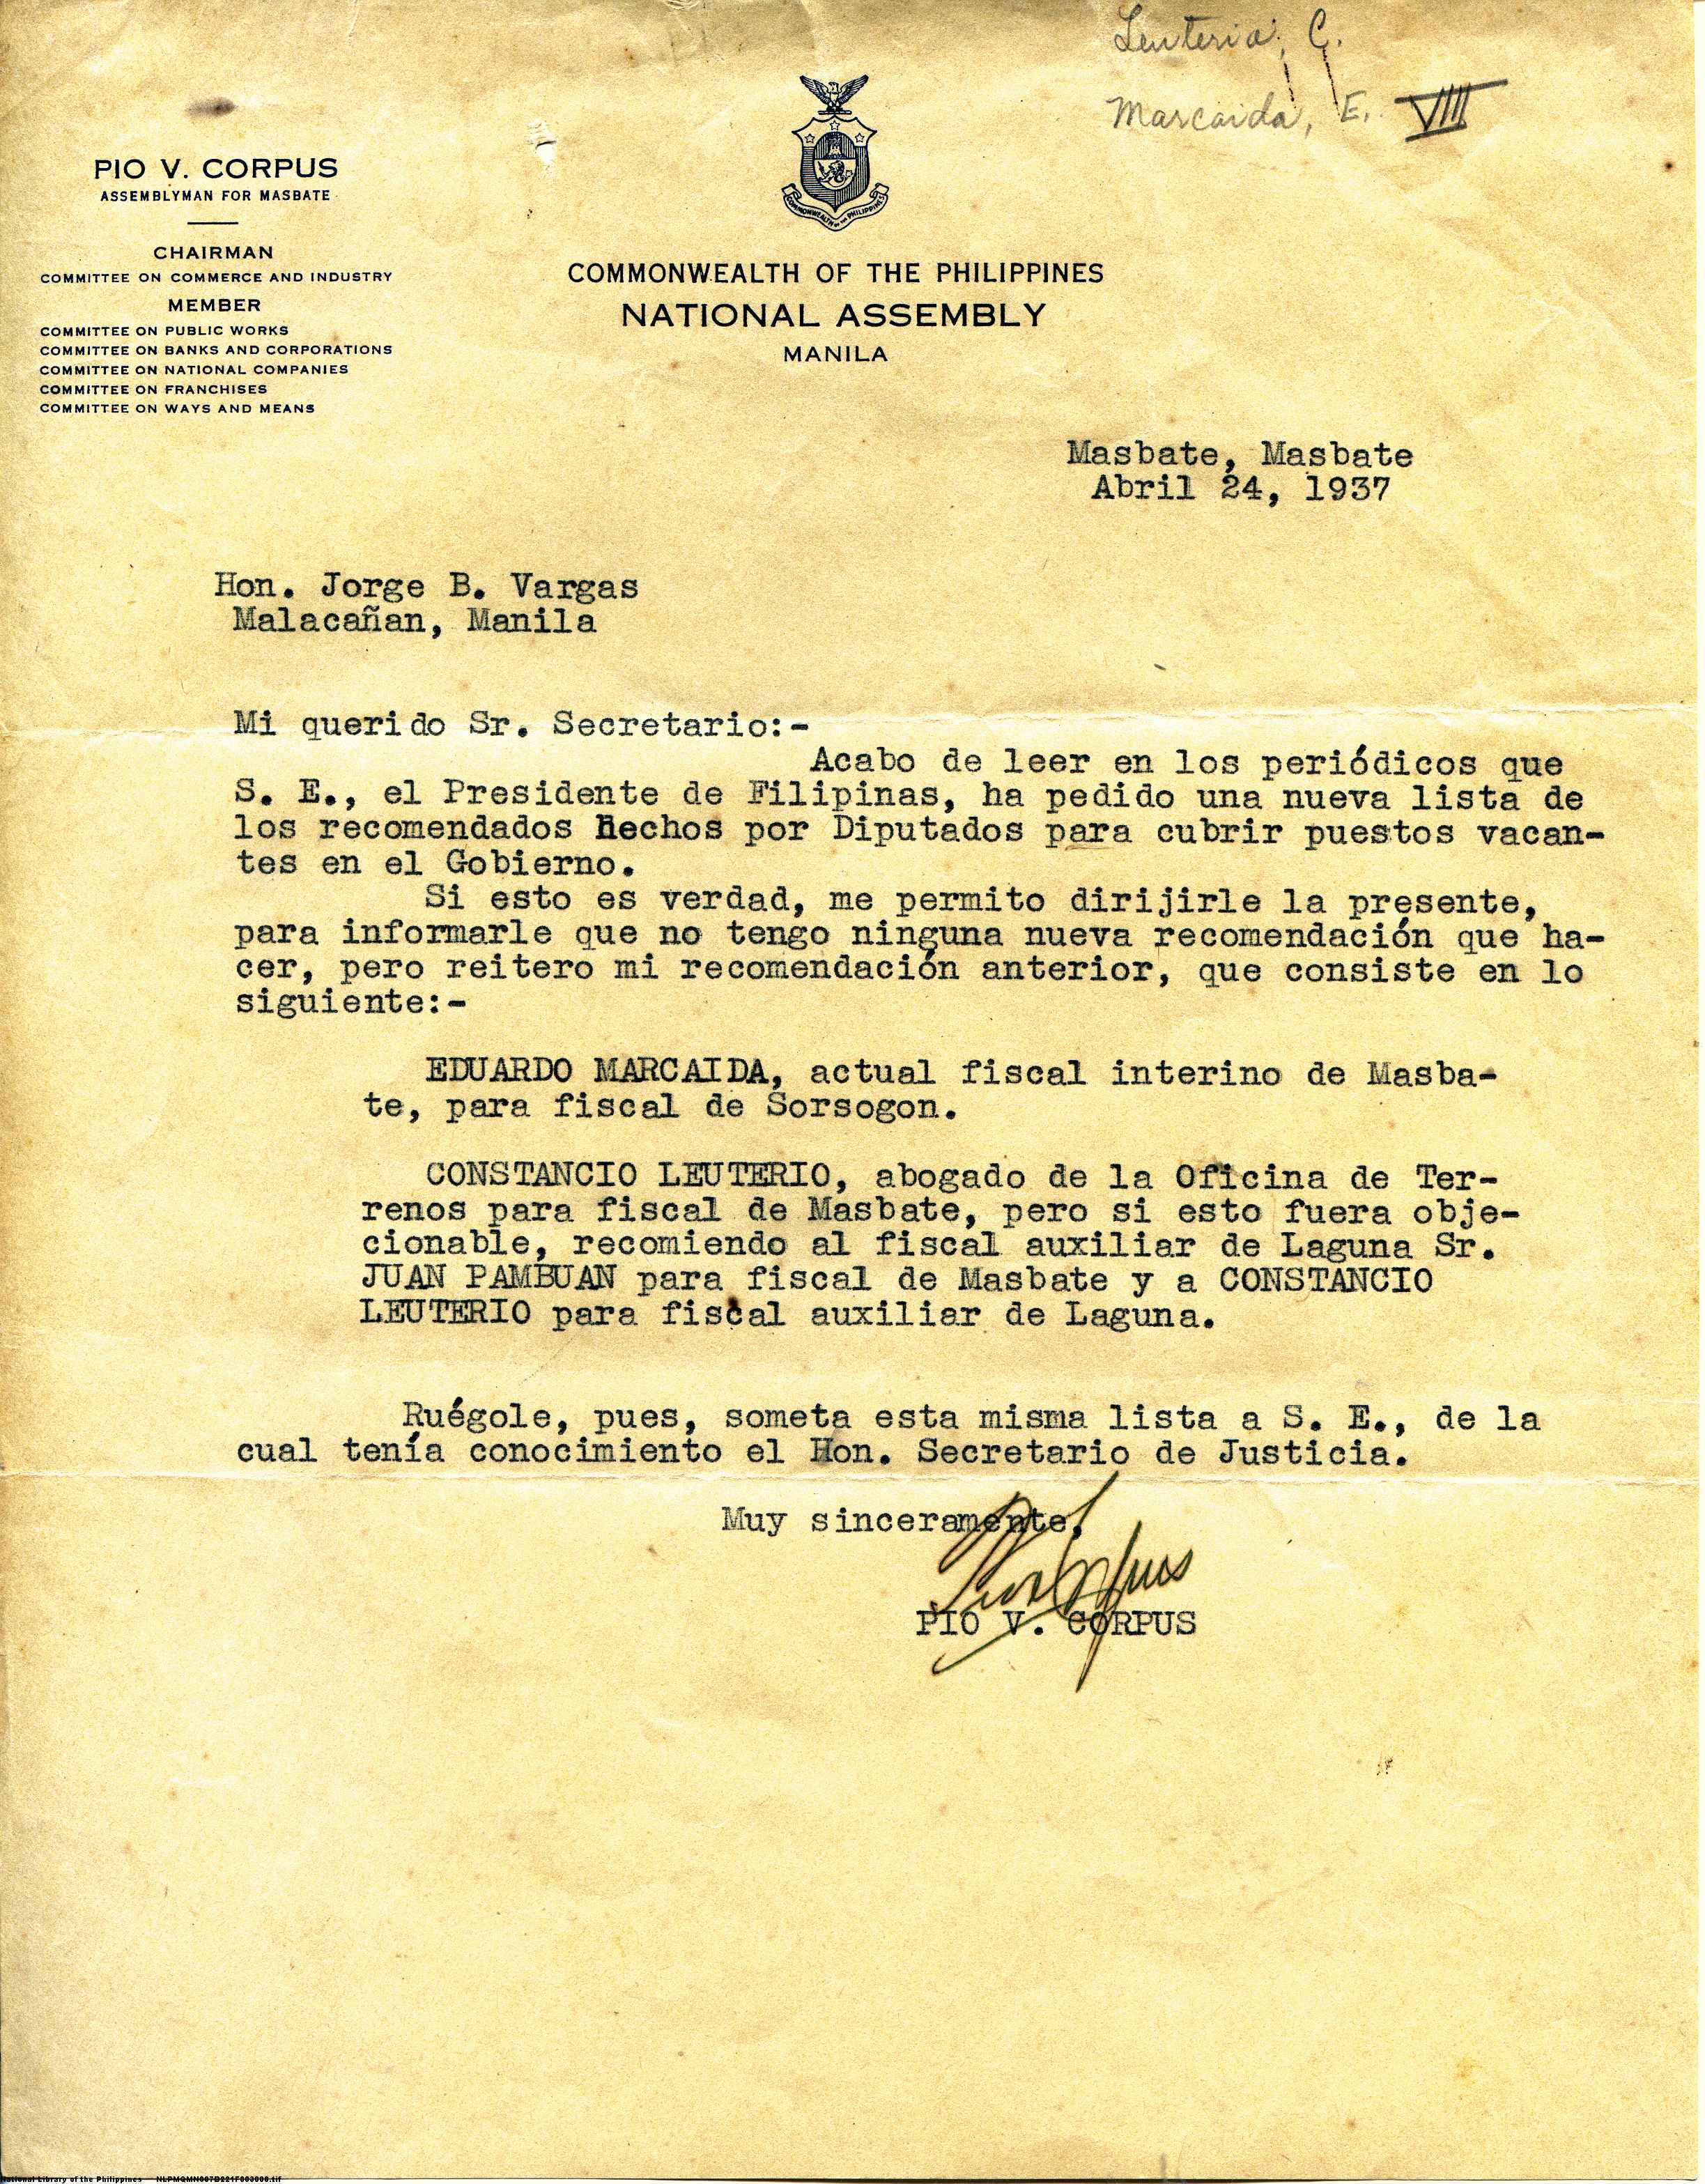 Leuteria, C.
Marcaida, E. VIII
PIO V. CORPUS
ASSEMBLYMAN FOR MASBATE
CHAIRMAN
COMMITTEE ON COMMERCE AND INDUSTRY
MEMBER
COMMITTEE ON PUBLIC WORKS
COMMITTEE ON BANKS AND CORPORATIONS
COMMITTEE ON NATIONAL COMPANIES
COMMITTEE ON FRANCHISES
COMMITTEE ON WAYS AND MEANS
COMMONWEALTH OF THE PHILIPPINES
COMMONWEALTH OF THE PHILIPPINES
NATIONAL ASSEMBLY
MANILA
Masbate, Masbate
Abril 24, 1937
Hon. Jorge B. Vargas
Malacañan, Manila
Mi querido Sr. Secretario:-
Acabo de leer en los periódicos que
S. E., el Presidente de Filipinas, ha pedido una nueva lista de
los recomendados hechos por Diputados para cubrir puestos vacan-
tes en el Gobierno.
Si esto es verdad, me permito dirijirle la presente,
para informarle que no tengo ninguna nueva recomendación que ha-
cer, pero reitero mi recomendación anterior, que consiste en lo
siguiente:-
EDUARDO MARCAIDA, actual fiscal interino de Masba-
te, para fiscal de Sorsogon.
CONSTANCIO LEUTERIO, abogado de la Oficina de Ter-
renos para fiscal de Masbate, pero si esto fuera obje-
cionable, recomiendo al fiscal auxiliar de Laguna Sr.
JUAN PAMBUAN para fiscal de Masbate y a CONSTANCIO
LEUTERIO para fiscal auxiliar de Laguna.
Ruégole, pues, someta esta misma lista a S. E., de la
cual tenía conocimiento el Hon. Secretario de Justicia.
Muy sinceramente,
PIO V. CORPUS
National Library of the Philippines